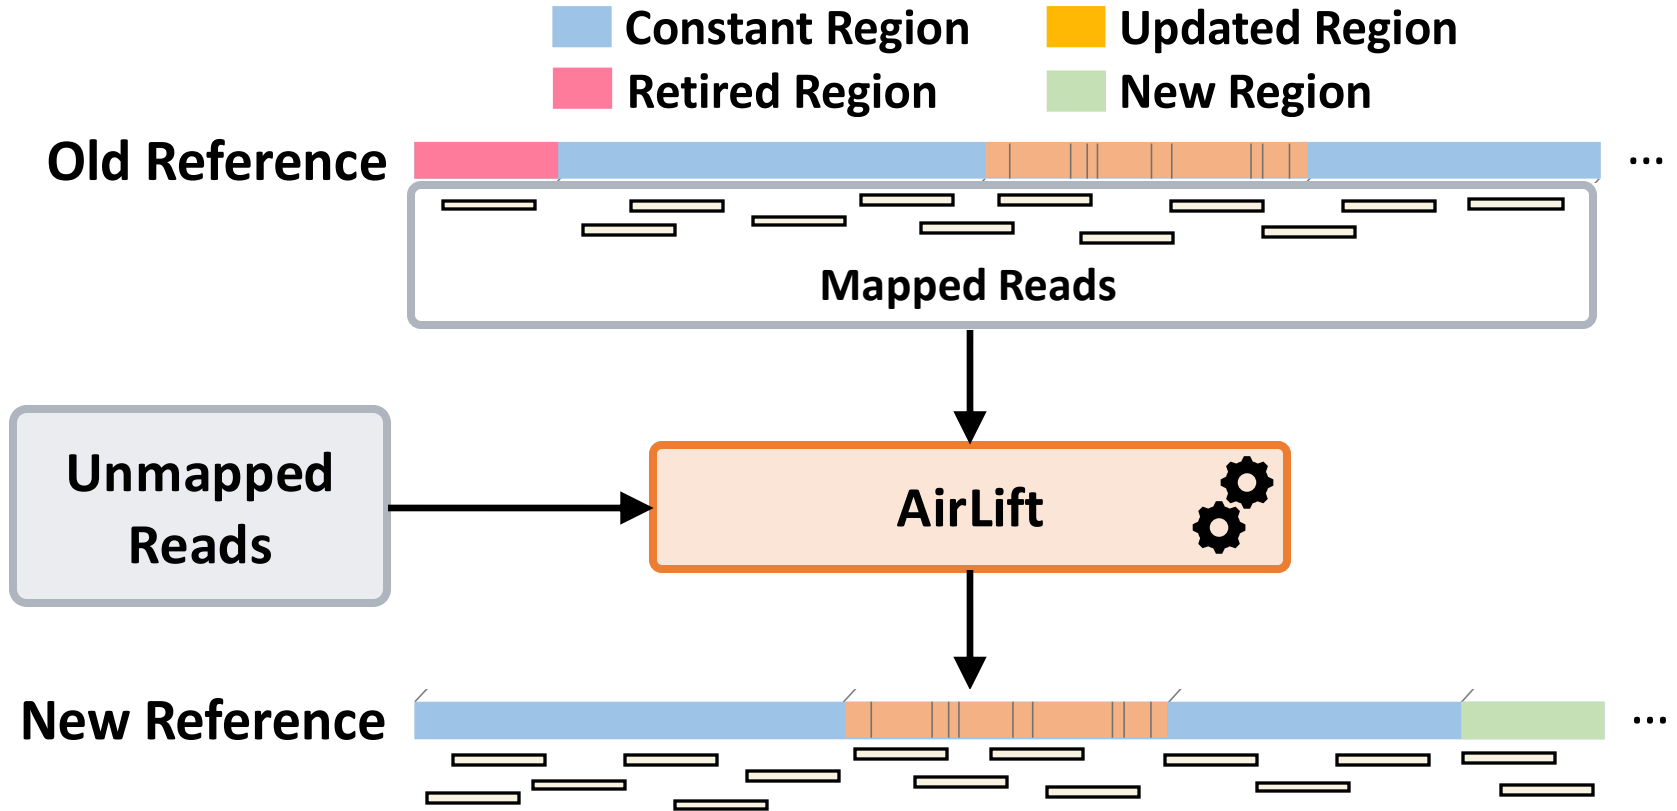 Constant Region
Updated Region
Retired Region
New Region
Old Reference
...
Mapped Reads
Unmapped
Reads
AirLift
New Reference
...